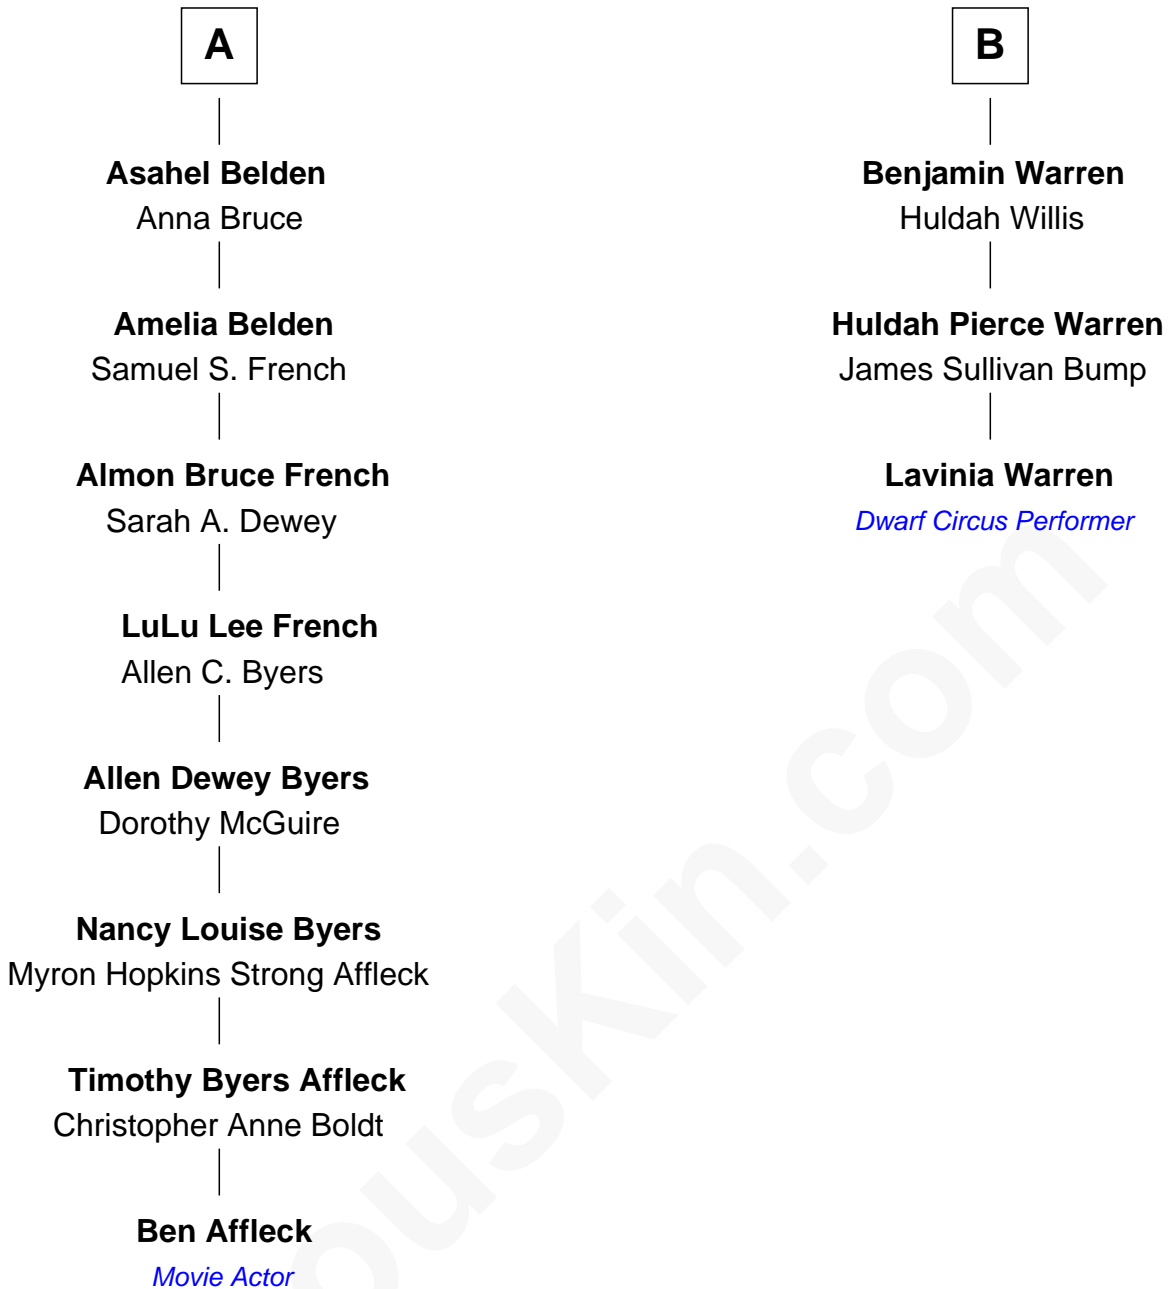 A
Asahel Belden
Anna Bruce
Amelia Belden
Samuel S. French
Almon Bruce French
Sarah A. Dewey
LuLu Lee French
Allen C. Byers
Allen Dewey Byers
Dorothy McGuire
Nancy Louise Byers
Myron Hopkins Strong Affleck
Timothy Byers Affleck
Christopher Anne Boldt
Ben Affleck
Movie Actor
B
Benjamin Warren
Huldah Willis
Huldah Pierce Warren
James Sullivan Bump
Lavinia Warren
Dwarf Circus Performer
ousKin.com